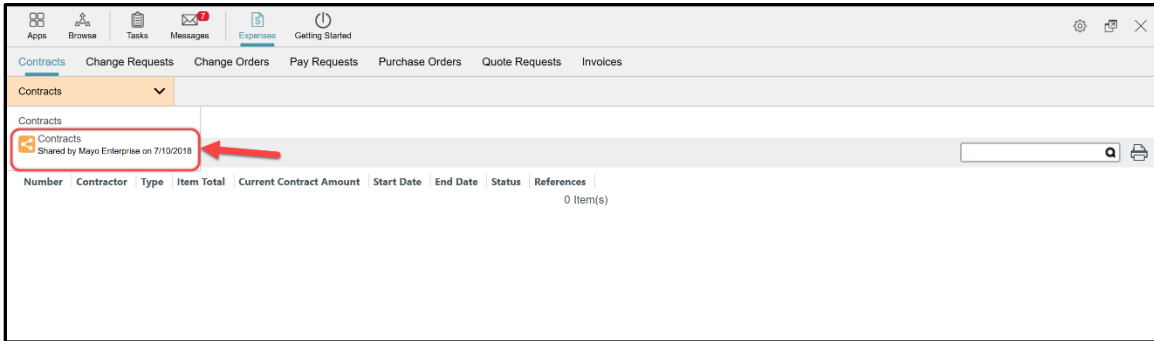 7
Apps Browse Tasks Messages Expenses Getting Started
Contracts Change Requests Change Orders Pay Requests Purchase Orders Quote Requests Invoices
Contracts
Contracts
Contracts
Shared by Mayo Enterprise on 7/10/2018
Number Contractor Type Item Total Current Contract Amount Start Date End Date Status References
0 Item(s)